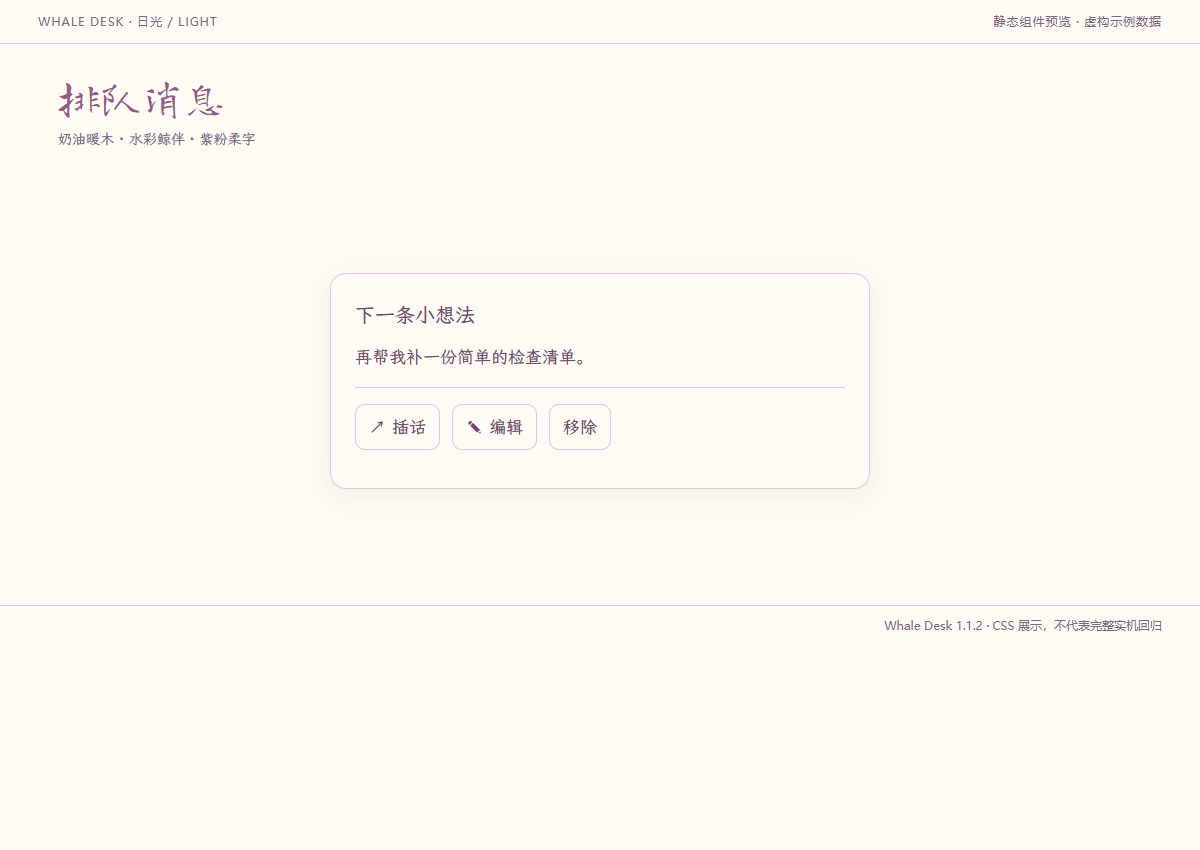 WHALE DESK · 日光 / LIGHT
静态组件预览 · 虚构示例数据
排队消息
奶油暖木 · 水彩鲸伴 · 紫粉柔字
下一条小想法
再帮我补一份简单的检查清单。
↗ 插话
✎ 编辑
移除
Whale Desk 1.1.2 · CSS 展示，不代表完整实机回归